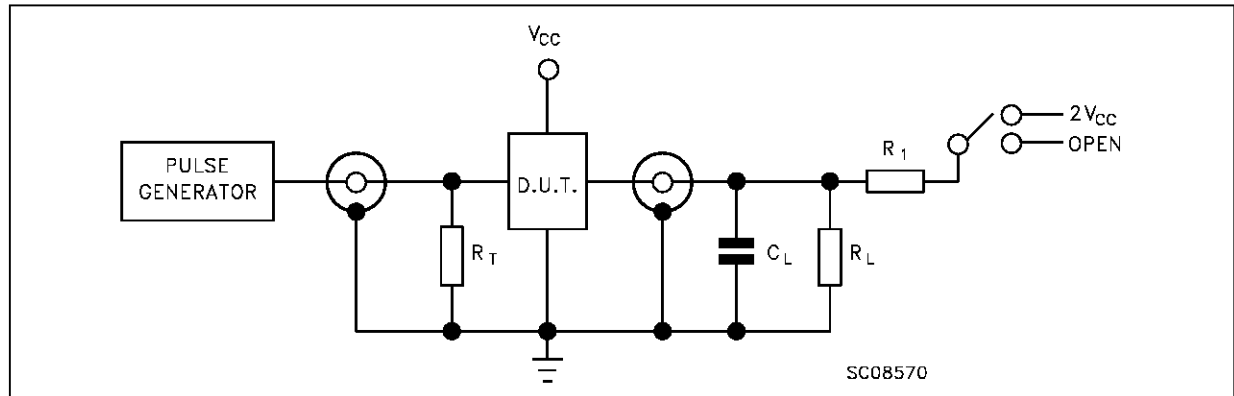 VCC
2VCC
OPEN
R1
PULSE
GENERATOR
D.U.T.
RT
CL
RL
SC08570